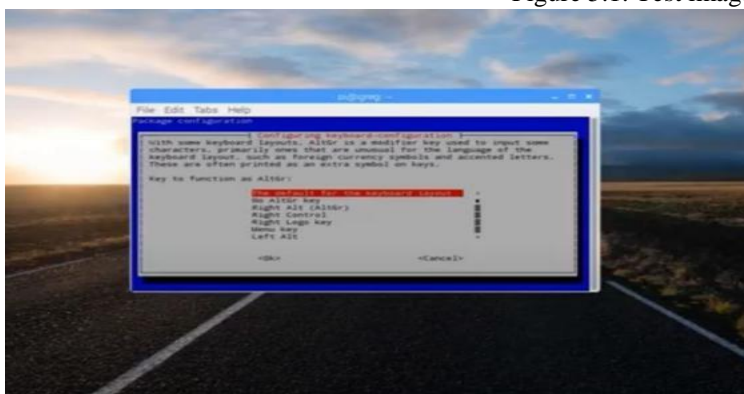 Figure 3.1. Test imag
File Edit Tabs Help
Package configuration
Configuring keyboard-configuration
With some keyboard layouts, AltGr is a modifier key used to input some
characters, primarily ones that are unusual for the language of the
keyboard layout, such as foreign currency symbols and accented letters.
These are often printed as an extra symbol on keys.
Key to function as AltGr:
The default for the keyboard layout
No AltGr key
Right Alt (AltGr)
Right Control
Right Logo key
Menu key
Left Alt
<Ok> <Cancel>